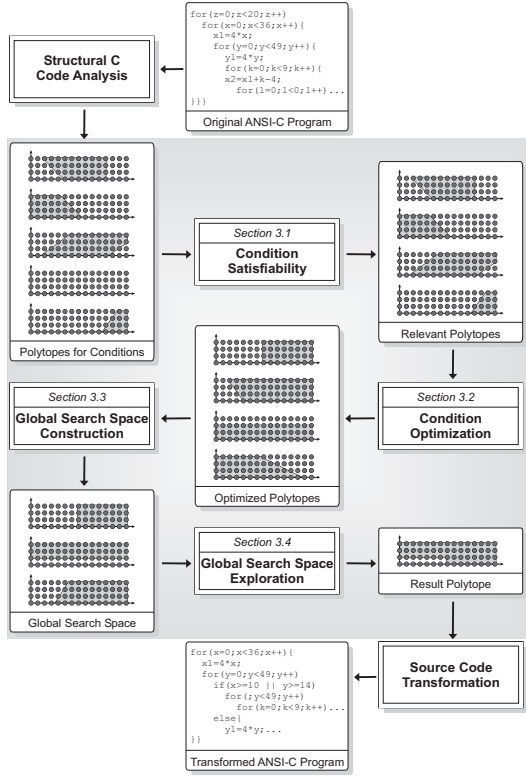 for(z=0;z<20;z++)
for(x=0;x<36;x++){
x1=4*x;
for(y=0;y<49;y++){
y1=4*y;
for(k=0;k<9;k++){
x2=x1+k-4;
for(l=0;l<0;l++)...
}}}
Original ANSI-C Program
Structural C
Code Analysis
Polytopes for Conditions
Section 3.1
Condition
Satisfiability
Relevant Polytopes
Section 3.2
Condition
Optimization
Optimized Polytopes
Section 3.3
Global Search Space
Construction
Global Search Space
Section 3.4
Global Search Space
Exploration
Result Polytope
Source Code
Transformation
for(x=0;x<36;x++){
x1=4*x;
for(y=0;y<49;y++)
if(x>=10 || y>=14)
for(;y<49;y++)
for(k=0;k<9;k++)...
else{
y1=4*y;...
}}
Transformed ANSI-C Program